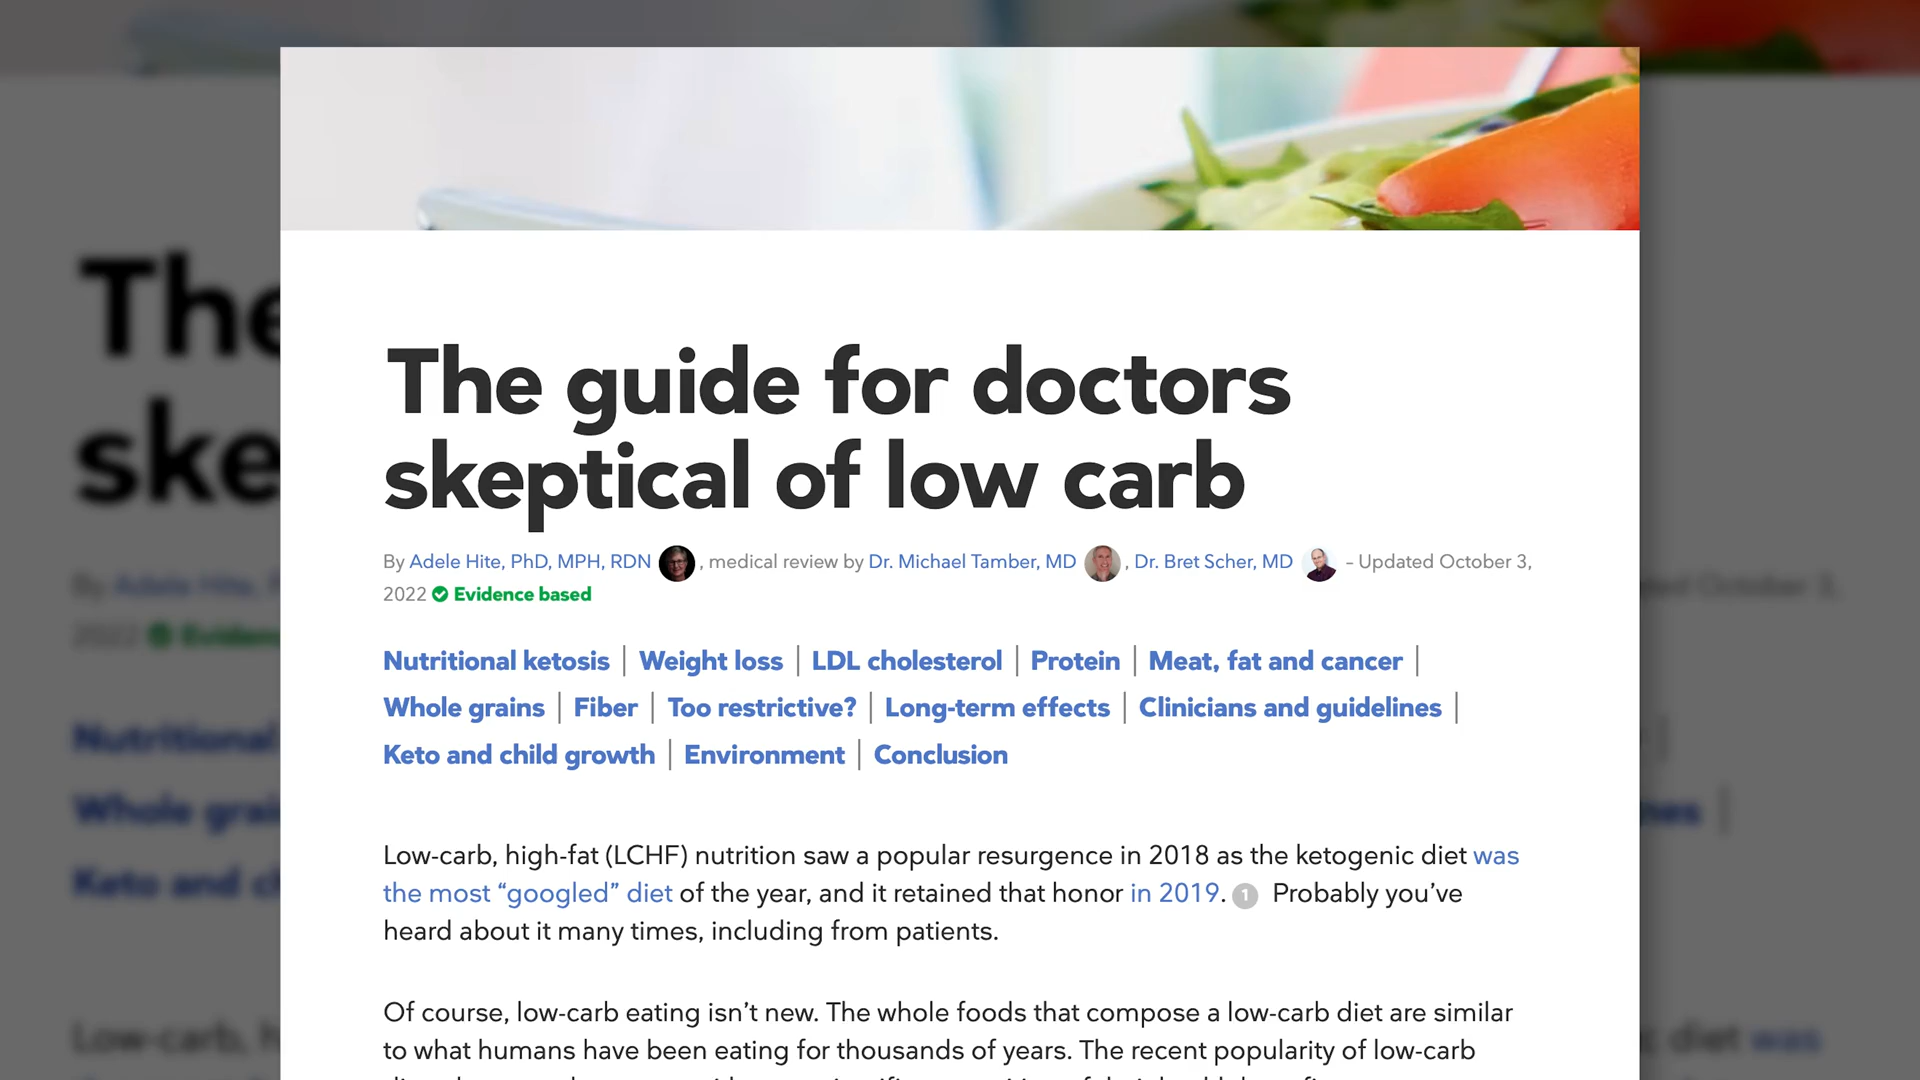 The guide for doctors
skeptical of low carb
By Adele Hite, PhD, MPH, RDN , medical review by Dr. Michael Tamber, MD , Dr. Bret Scher, MD – Updated October 3,
2022 Evidence based
Nutritional ketosis | Weight loss | LDL cholesterol | Protein | Meat, fat and cancer |
Whole grains | Fiber | Too restrictive? | Long-term effects | Clinicians and guidelines |
Keto and child growth | Environment | Conclusion
Low-carb, high-fat (LCHF) nutrition saw a popular resurgence in 2018 as the ketogenic diet was
the most “googled” diet of the year, and it retained that honor in 2019. 1 Probably you’ve
heard about it many times, including from patients.
Of course, low-carb eating isn’t new. The whole foods that compose a low-carb diet are similar
to what humans have been eating for thousands of years. The recent popularity of low-carb